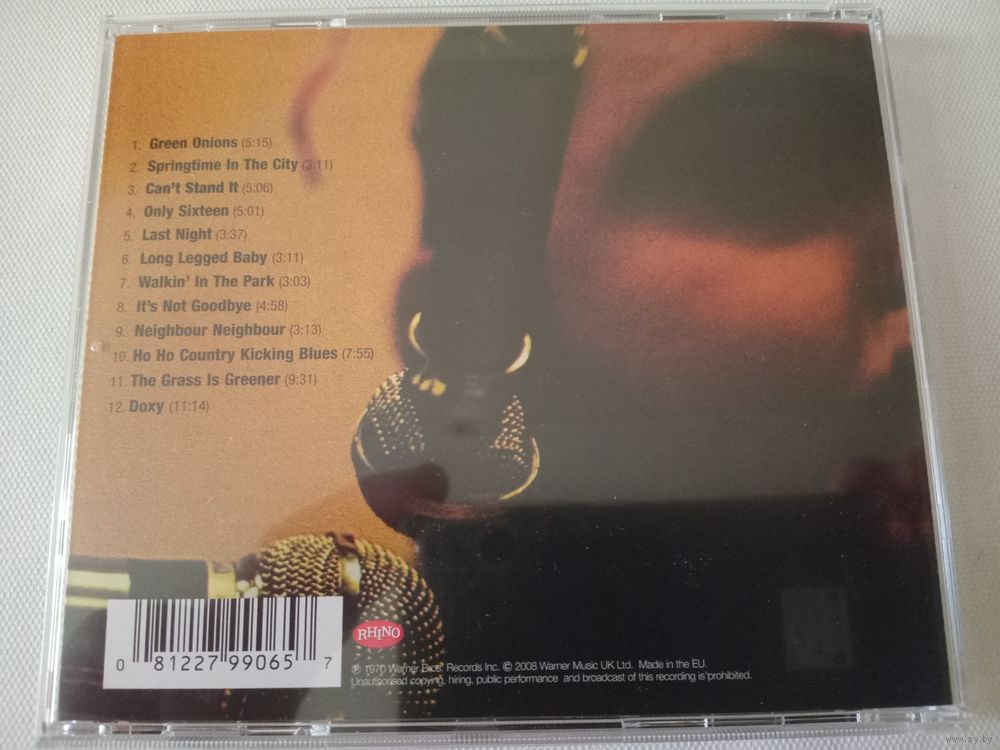 1. Green Onions (5:15)
2. Springtime In The City (3:11)
3. Can't Stand It (5:06)
4. Only Sixteen (5:01)
5. Last Night (3:37)
6. Long Legged Baby (3:11)
7. Walkin' In The Park (3:03)
8. It's Not Goodbye (4:58)
9. Neighbour Neighbour (3:13)
10. Ho Ho Country Kicking Blues (7:55)
11. The Grass Is Greener (9:31)
12. Doxy (11:14)
RHINO
0 81227 99065 7
℗ 1970 Warner Bros. Records Inc. © 2008 Warner Music UK Ltd. Made in the EU.
Unauthorised copying, hiring, public performance and broadcast of this recording is prohibited.
www.ay.by